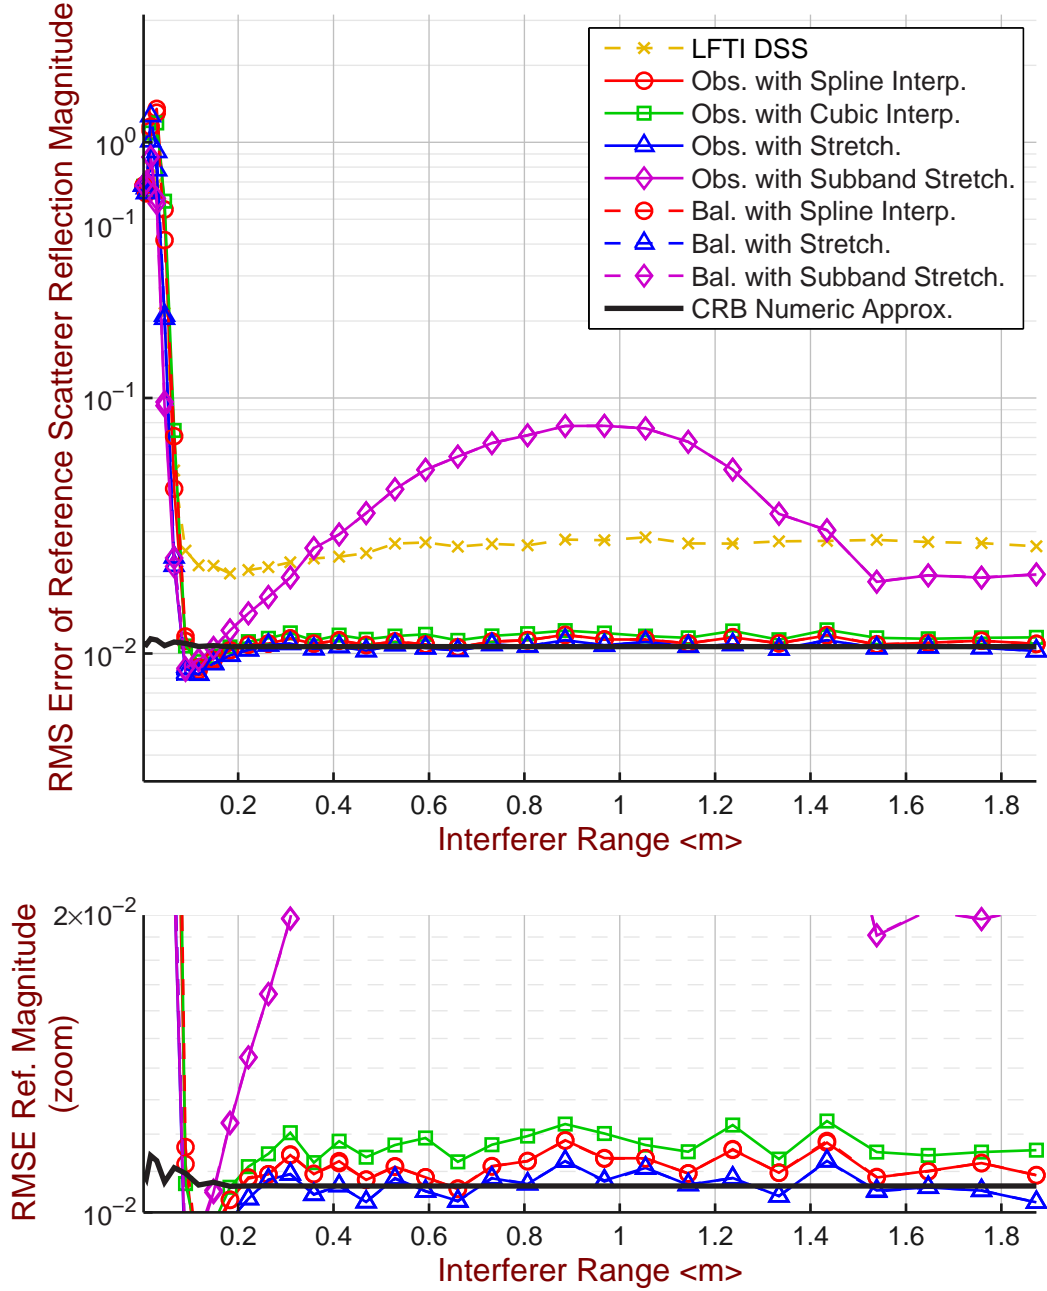 RMS Error of Reference Scatterer Reflection Magnitude
10^0
10^−1
10^−1
10^−2
LFTI DSS
Obs. with Spline Interp.
Obs. with Cubic Interp.
Obs. with Stretch.
Obs. with Subband Stretch.
Bal. with Spline Interp.
Bal. with Stretch.
Bal. with Subband Stretch.
CRB Numeric Approx.
0.2 0.4 0.6 0.8 1 1.2 1.4 1.6 1.8
Interferer Range <m>
RMSE Ref. Magnitude
(zoom)
2×10^−2
10^−2
0.2 0.4 0.6 0.8 1 1.2 1.4 1.6 1.8
Interferer Range <m>